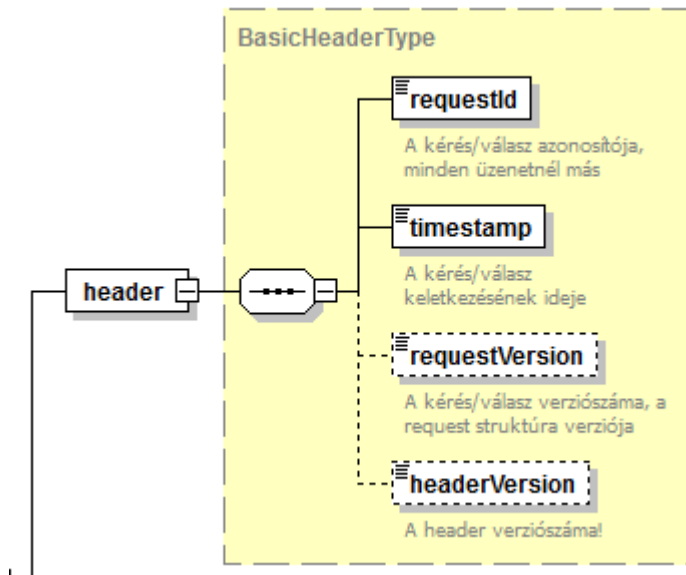 BasicHeaderType
requestId
A kérés/válasz azonosítója,
minden üzenetnél más
timestamp
A kérés/válasz
keletkezésének ideje
header
requestVersion
A kérés/válasz verziószáma, a
request struktúra verziója
headerVersion
A header verziószáma!